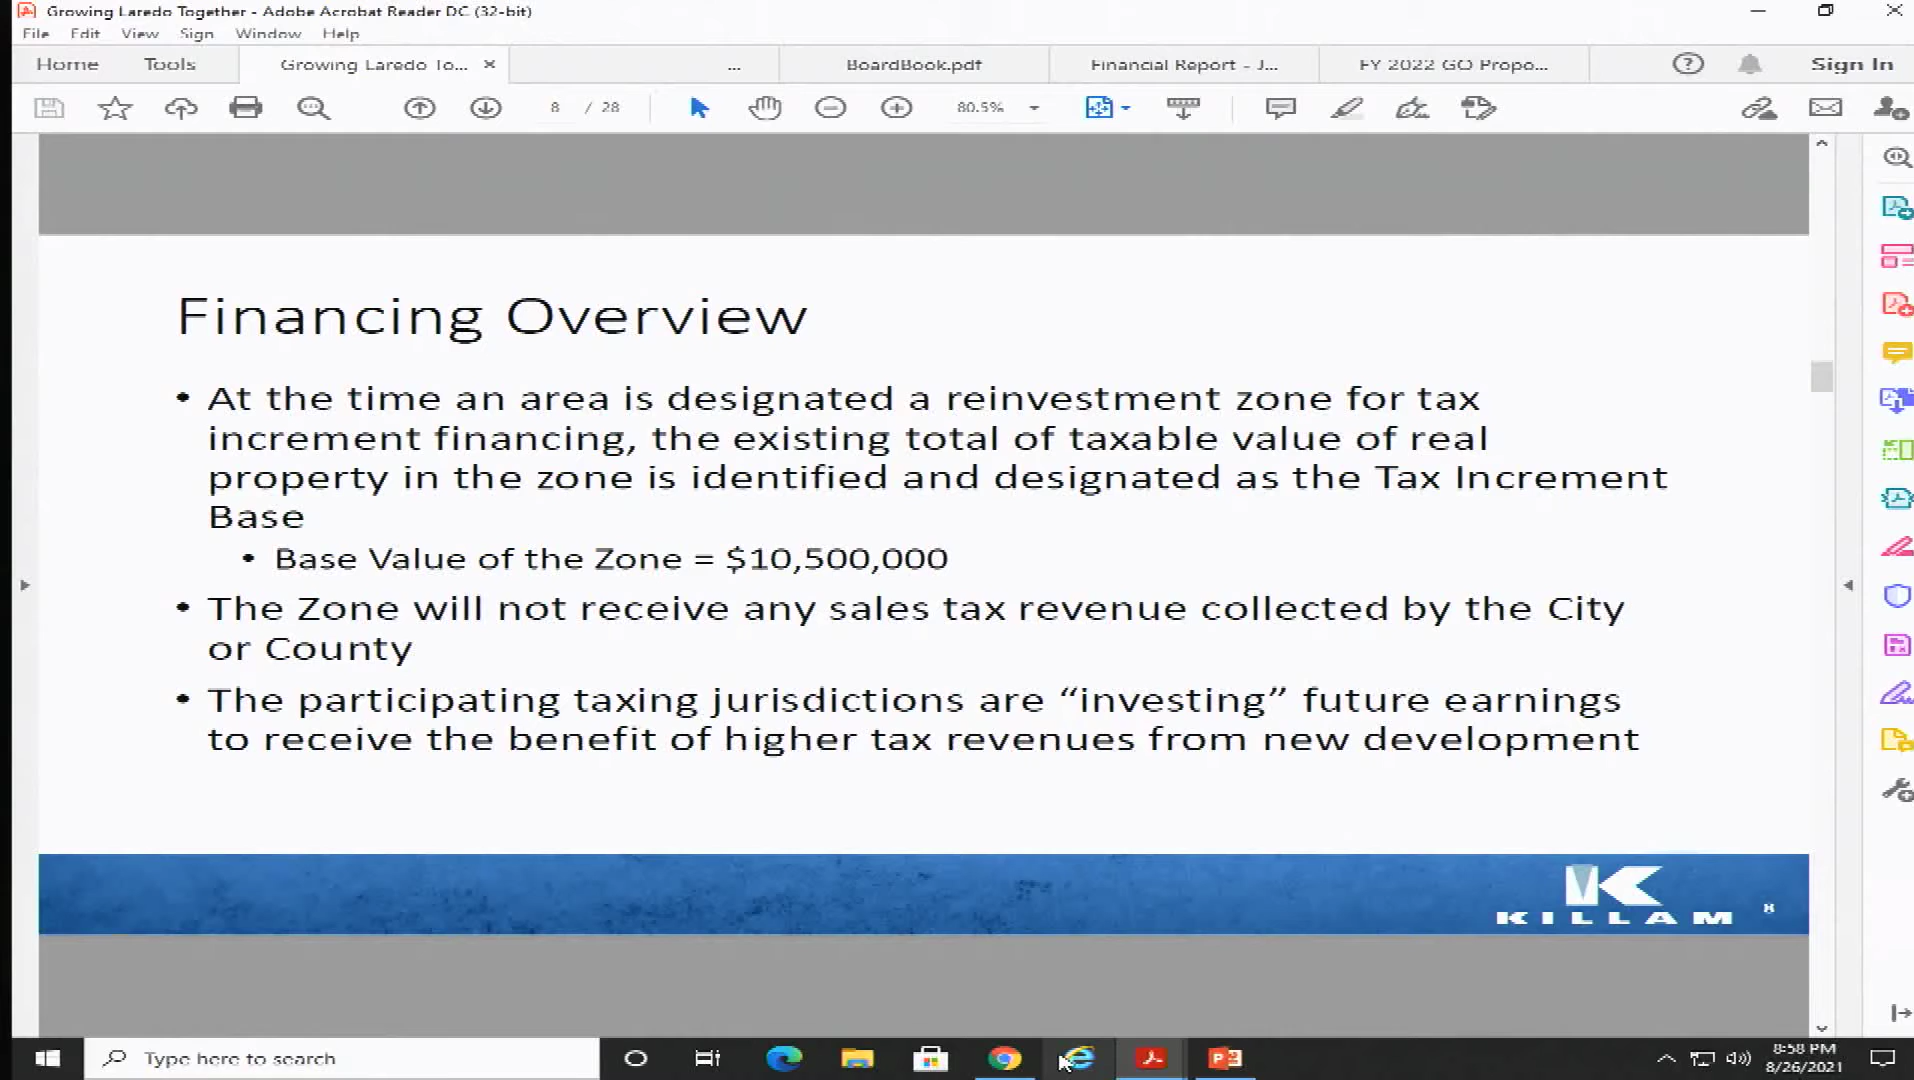 Growing Laredo Together - Adobe Acrobat Reader DC (32-bit)
File Edit View Sign Window Help
Home Tools Growing Laredo To... × ... BoardBook.pdf Financial Report - J... FY 2022 GO Propo... Sign In
8 / 28 80.5%
Financing Overview
• At the time an area is designated a reinvestment zone for tax
increment financing, the existing total of taxable value of real
property in the zone is identified and designated as the Tax Increment
Base
• Base Value of the Zone = $10,500,000
• The Zone will not receive any sales tax revenue collected by the City
or County
• The participating taxing jurisdictions are “investing” future earnings
to receive the benefit of higher tax revenues from new development
KILLAM 8
Type here to search
8:58 PM
8/26/2021